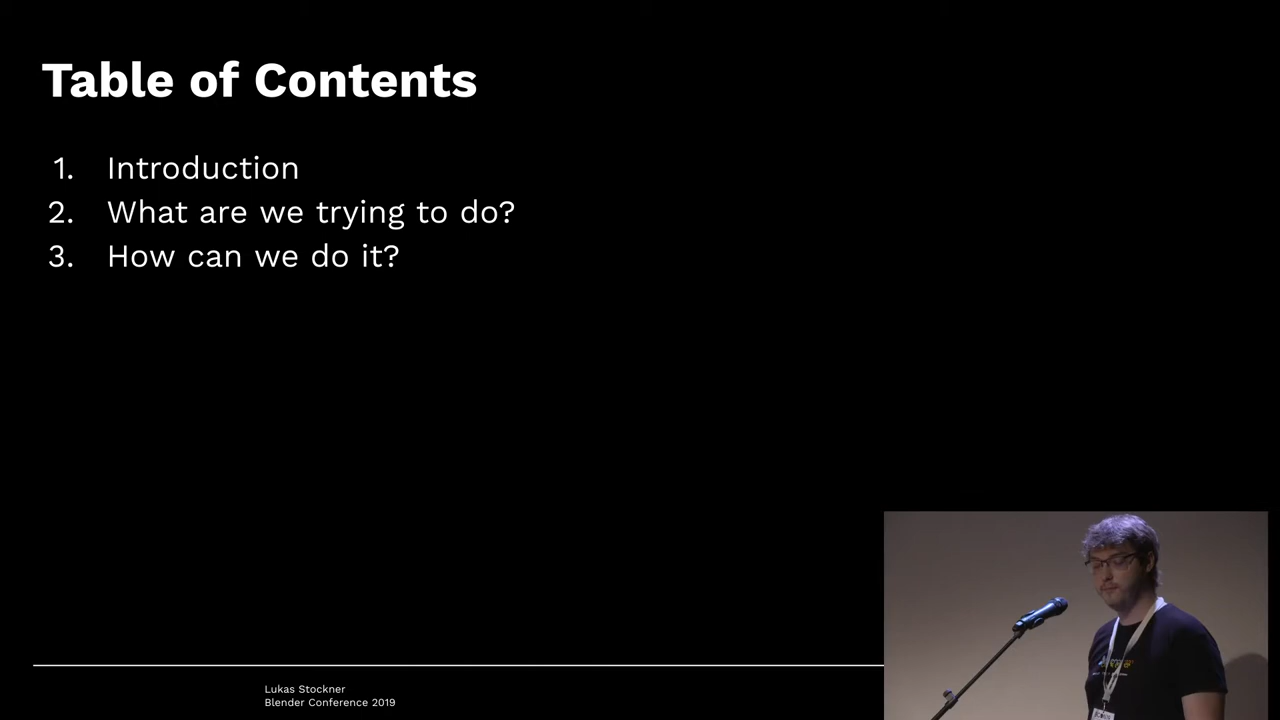 Table of Contents
1. Introduction
2. What are we trying to do?
3. How can we do it?
Lukas Stockner
Blender Conference 2019